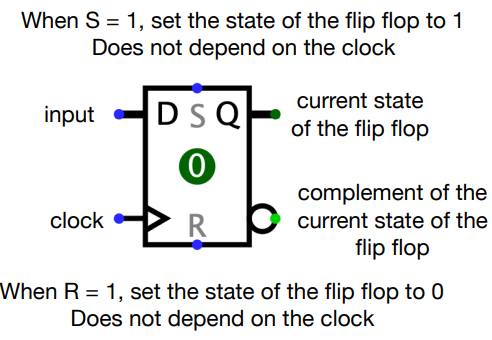 When S = 1, set the state of the flip flop to 1
Does not depend on the clock
input
D S Q
current state
of the flip flop
0
clock
R
complement of the
current state of the
flip flop
When R = 1, set the state of the flip flop to 0
Does not depend on the clock